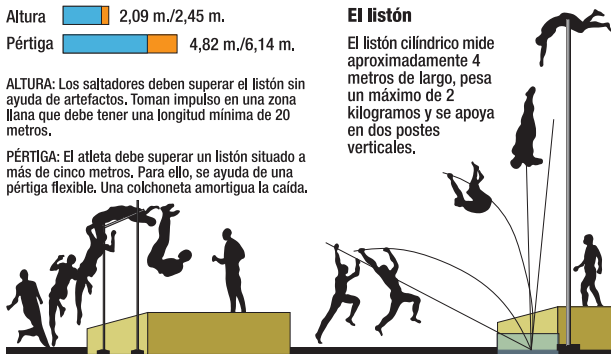 Altura 2,09 m./2,45 m.
Pértiga 4,82 m./6,14 m.
ALTURA: Los saltadores deben superar el listón sin
ayuda de artefactos. Toman impulso en una zona
llana que debe tener una longitud mínima de 20
metros.
PÉRTIGA: El atleta debe superar un listón situado a
más de cinco metros. Para ello, se ayuda de una
pértiga flexible. Una colchoneta amortigua la caída.
El listón
El listón cilíndrico mide
aproximadamente 4
metros de largo, pesa
un máximo de 2
kilogramos y se apoya
en dos postes
verticales.